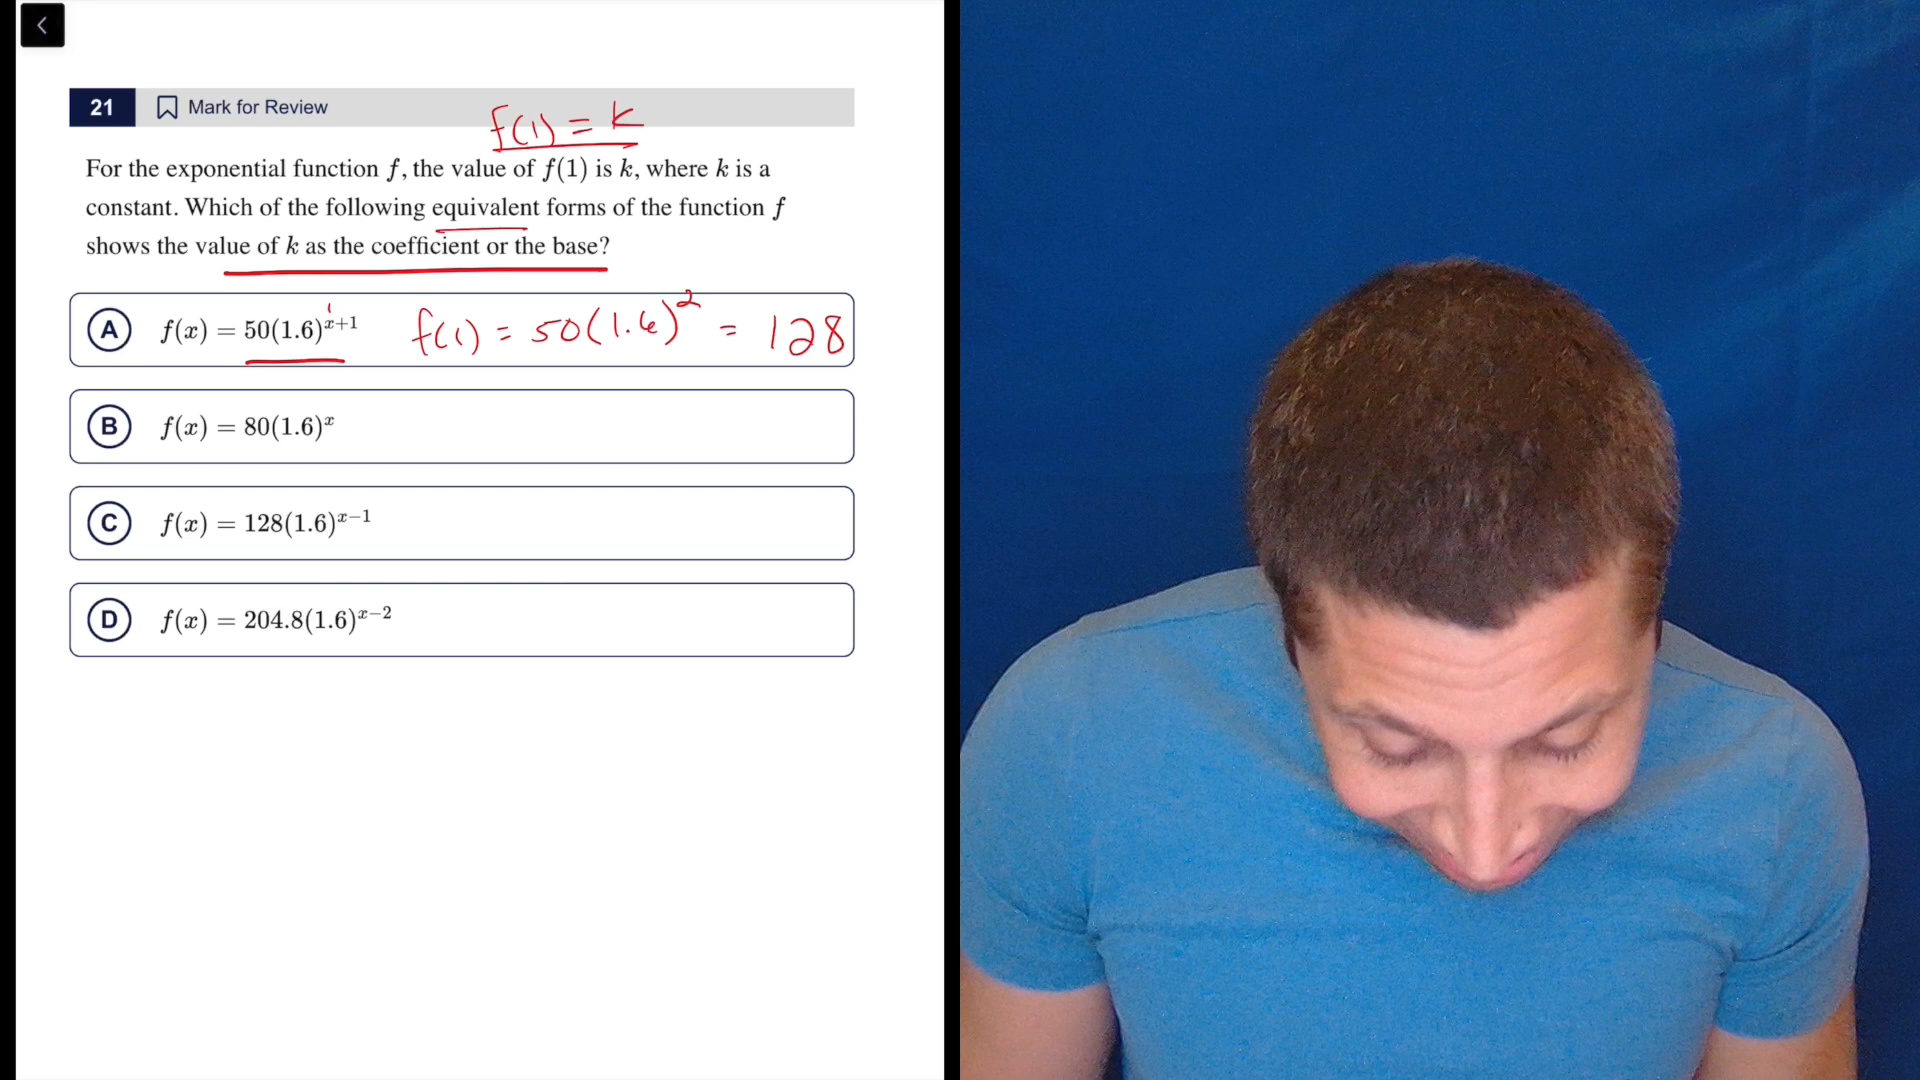 21 Mark for Review
f(1) = k
For the exponential function f, the value of f(1) is k, where k is a
constant. Which of the following equivalent forms of the function f
shows the value of k as the coefficient or the base?
A f(x) = 50(1.6)^{x+1} 1 f(1) = 50(1.6)^2 = 128
B f(x) = 80(1.6)^x
C f(x) = 128(1.6)^{x−1}
D f(x) = 204.8(1.6)^{x−2}